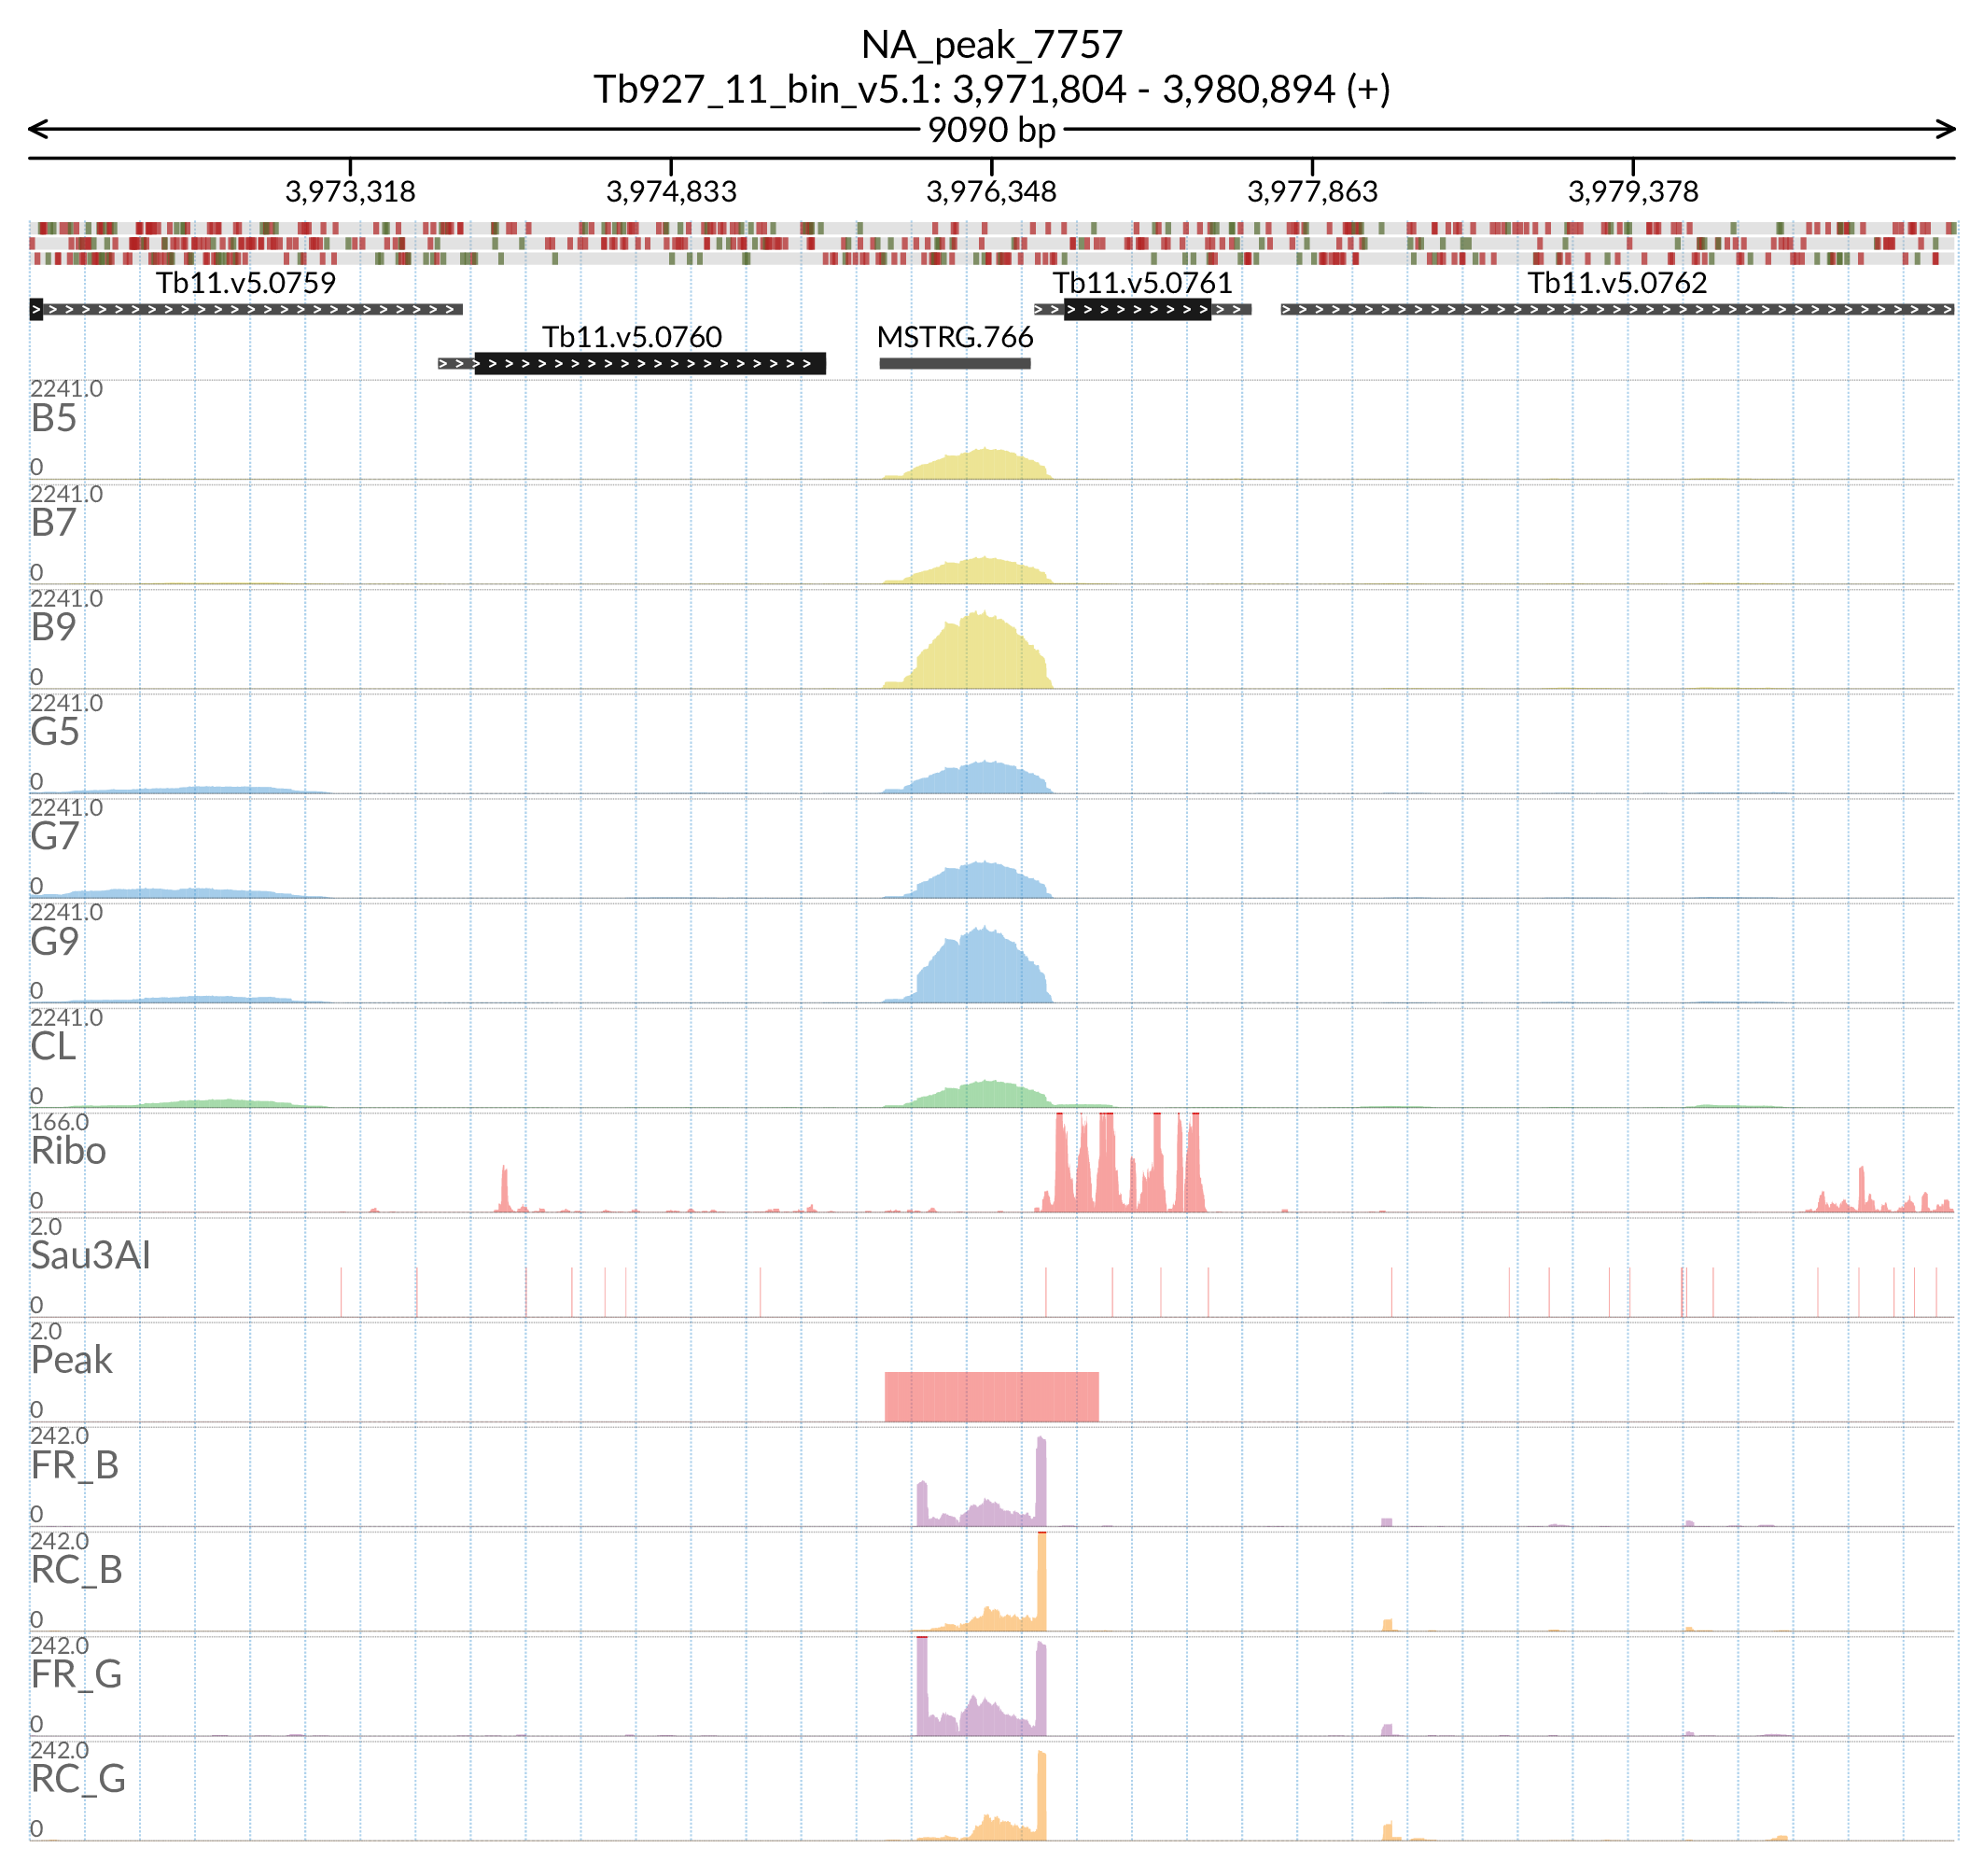 NA_peak_7757
Tb927_11_bin_v5.1: 3,971,804 - 3,980,894 (+)
9090 bp
3,973,318 3,974,833 3,976,348 3,977,863 3,979,378
Tb11.v5.0759 Tb11.v5.0761 Tb11.v5.0762
Tb11.v5.0760 MSTRG.766
2241.0
B5
0
2241.0
B7
0
2241.0
B9
0
2241.0
G5
0
2241.0
G7
0
2241.0
G9
0
2241.0
CL
0
166.0
Ribo
0
2.0
Sau3AI
0
2.0
Peak
0
242.0
FR_B
0
242.0
RC_B
0
242.0
FR_G
0
242.0
RC_G
0